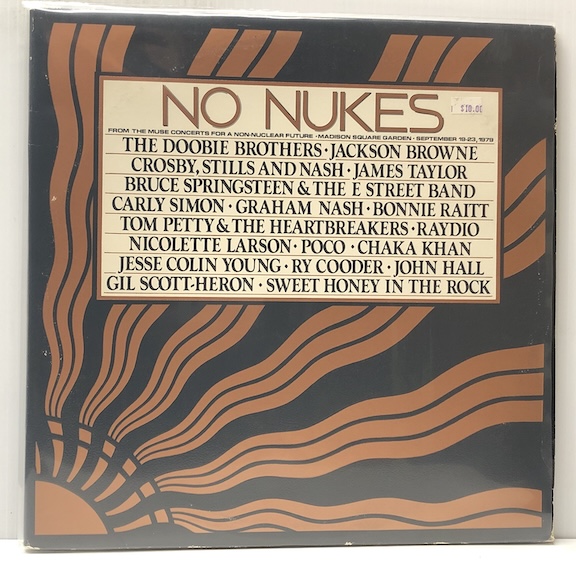 NO NUKES
$10.00
FROM THE MUSE CONCERTS FOR A NON-NUCLEAR FUTURE • MADISON SQUARE GARDEN • SEPTEMBER 19-23, 1979
THE DOOBIE BROTHERS • JACKSON BROWNE
CROSBY, STILLS AND NASH • JAMES TAYLOR
BRUCE SPRINGSTEEN & THE E STREET BAND
CARLY SIMON • GRAHAM NASH • BONNIE RAITT
TOM PETTY & THE HEARTBREAKERS • RAYDIO
NICOLETTE LARSON • POCO • CHAKA KHAN
JESSE COLIN YOUNG • RY COODER • JOHN HALL
GIL SCOTT-HERON • SWEET HONEY IN THE ROCK